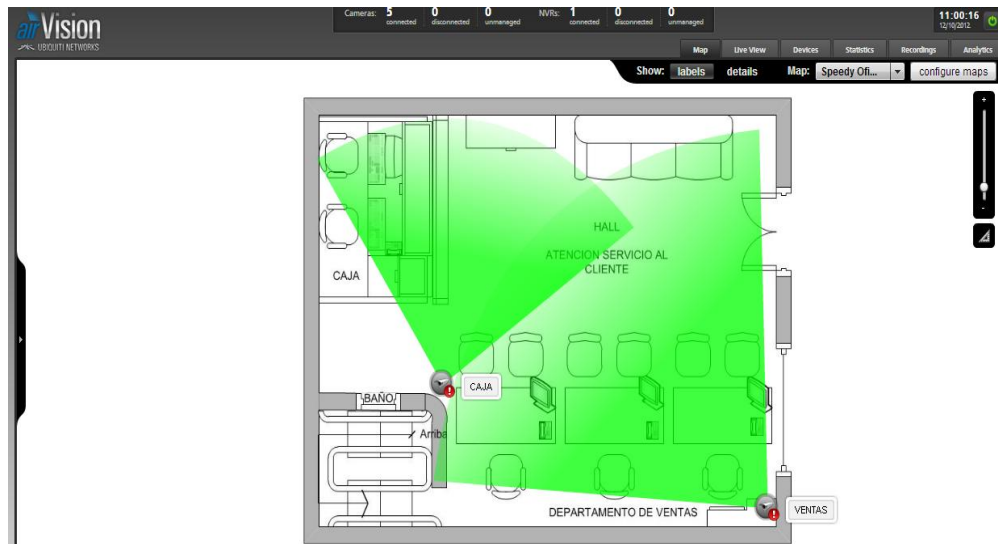 airVision
UBIQUITI NETWORKS
Cameras: 5 connected 0 disconnected 0 unmanaged NVRs: 1 connected 0 disconnected 0 unmanaged
11:00:16
12/10/2012
Map Live View Devices Statistics Recordings Analytics
Show: labels details Map: Speedy Ofi... configure maps
+
-
HALL
ATENCION SERVICIO AL
CLIENTE
CAJA
CAJA
BAÑO
Arriba
DEPARTAMENTO DE VENTAS
VENTAS